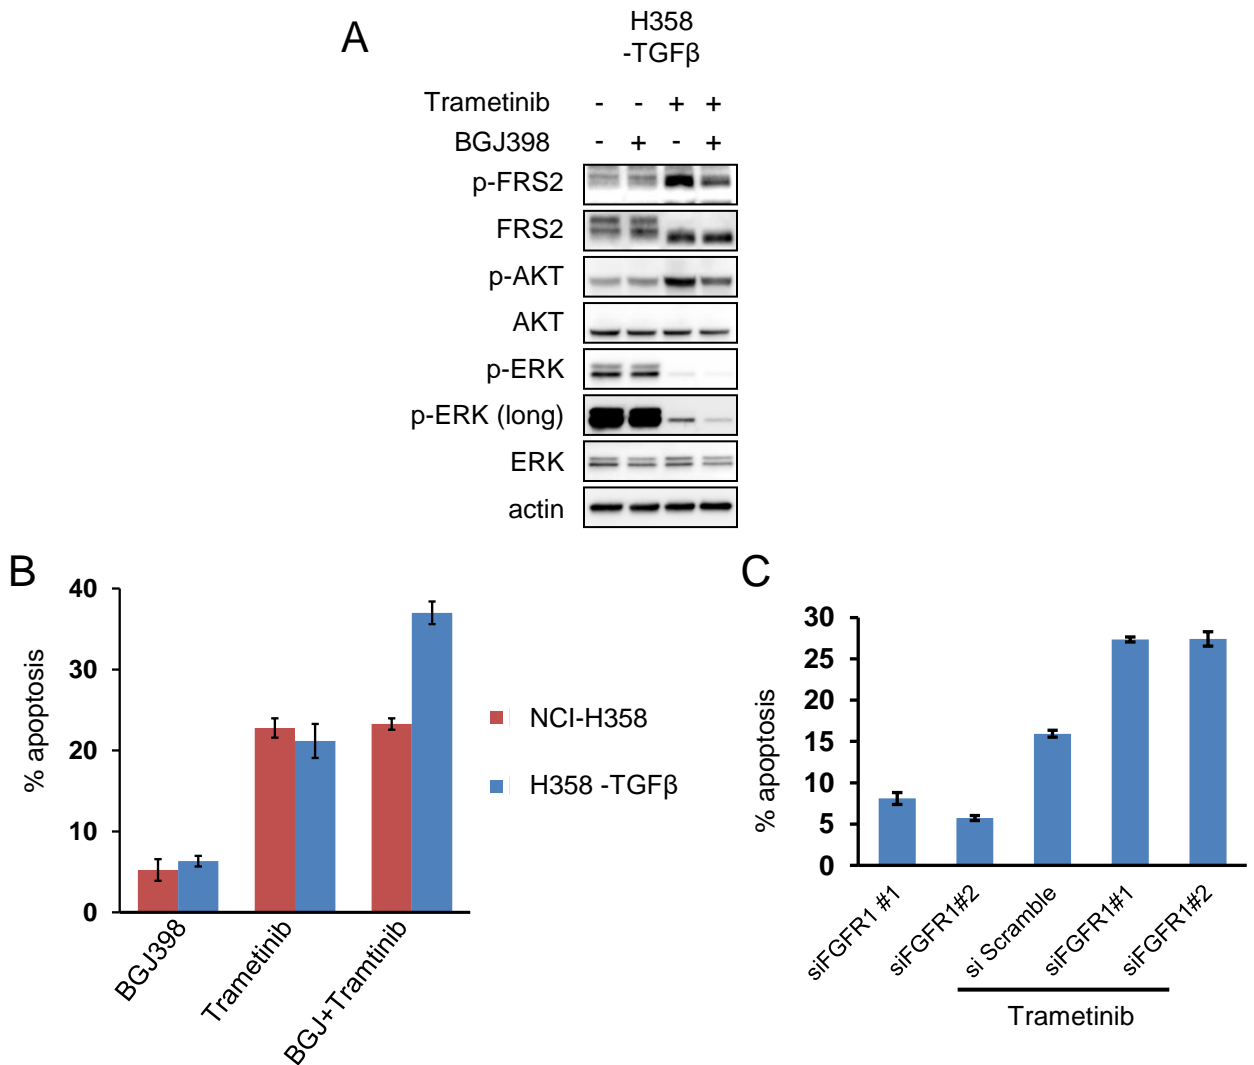 A
H358
-TGFβ
Trametinib - - + +
BGJ398 - + - +
p-FRS2
FRS2
p-AKT
AKT
p-ERK
p-ERK (long)
ERK
actin
B
% apoptosis
40
30
20
10
0
BGJ398
Trametinib
BGJ+Tramtinib
NCI-H358
H358 -TGFβ
C
% apoptosis
30
25
20
15
10
5
0
siFGFR1 #1
siFGFR1#2
si Scramble
siFGFR1#1
siFGFR1#2
Trametinib